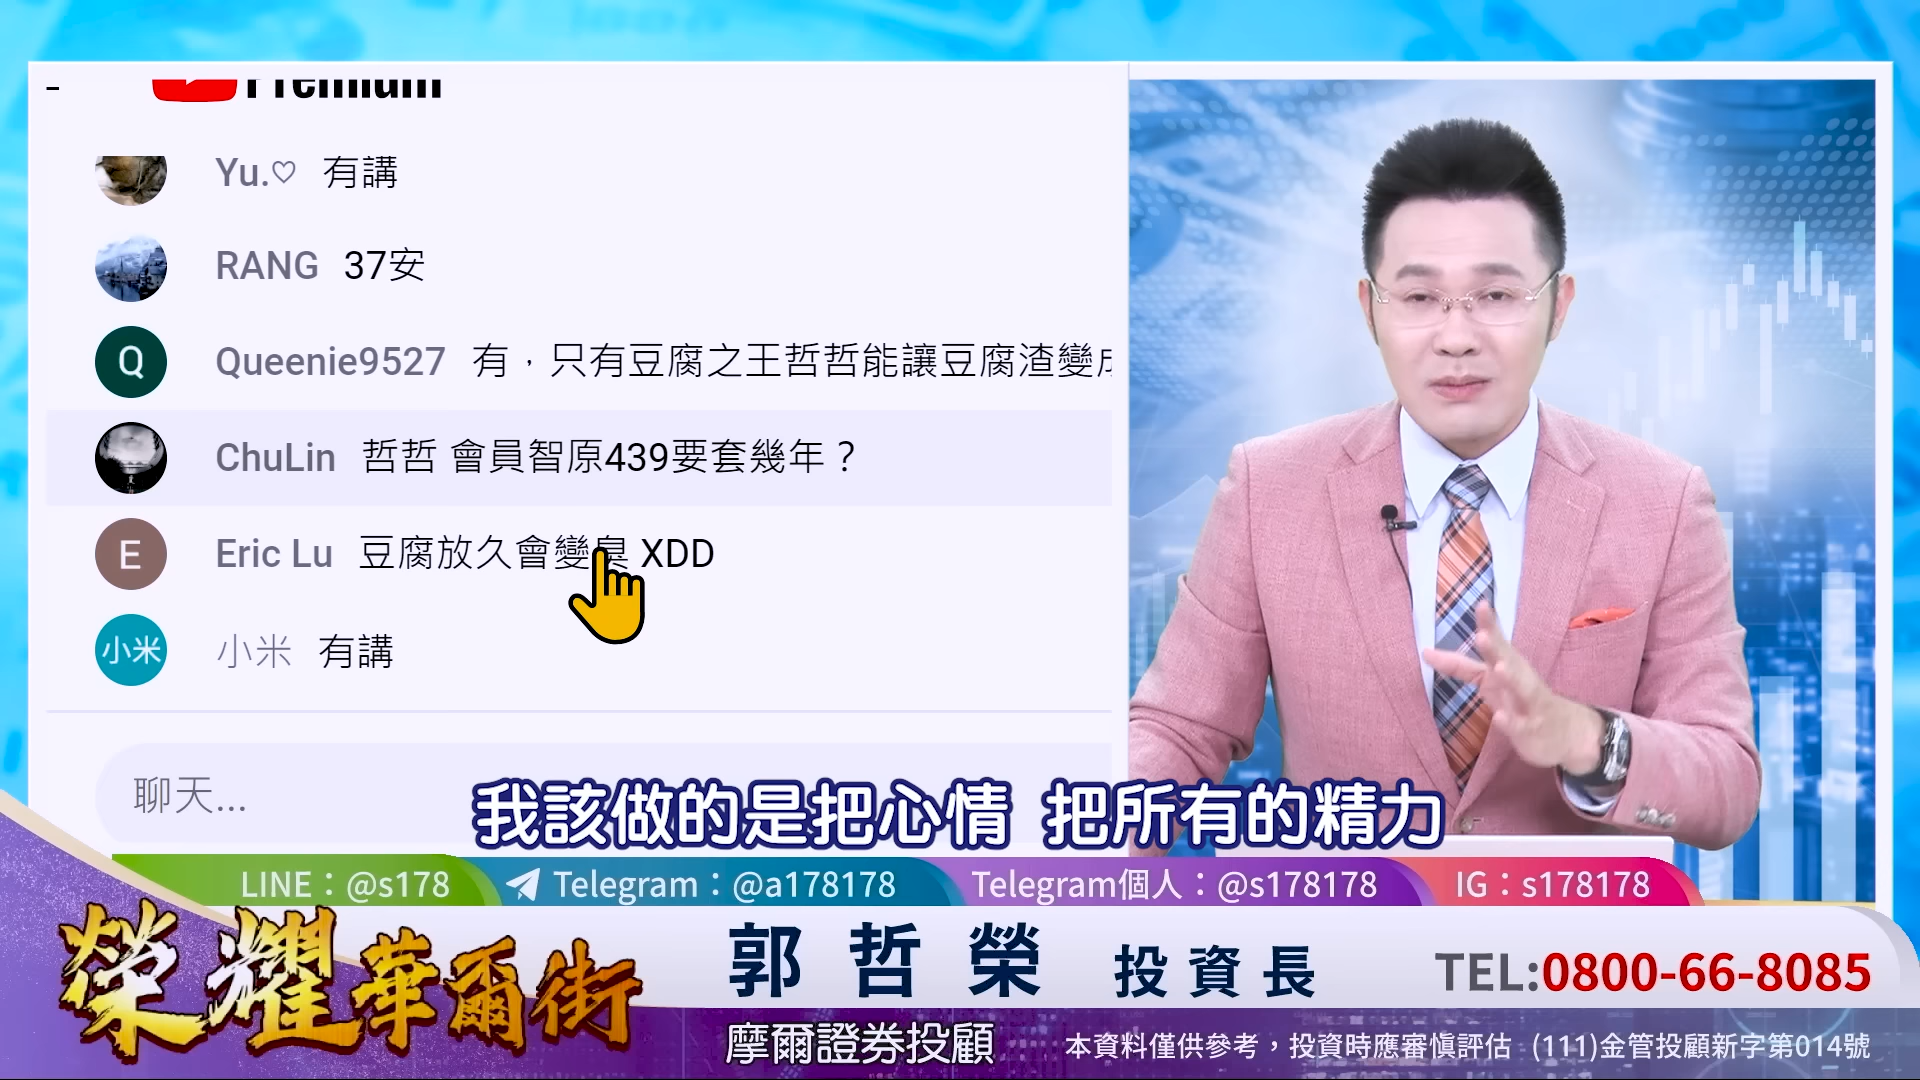 Premium
Yu.♡ 有講
RANG 37安
Q Queenie9527 有，只有豆腐之王哲哲能讓豆腐渣變成
ChuLin 哲哲 會員智原439要套幾年？
E Eric Lu 豆腐放久會變臭 XDD
小米 小米 有講
聊天...
我該做的是把心情 把所有的精力
LINE：@s178 Telegram：@a178178 Telegram個人：@s178178 IG：s178178
榮耀華爾街
郭哲榮 投資長 TEL:0800-66-8085
摩爾證券投顧 本資料僅供參考，投資時應審慎評估 (111)金管投顧新字第014號